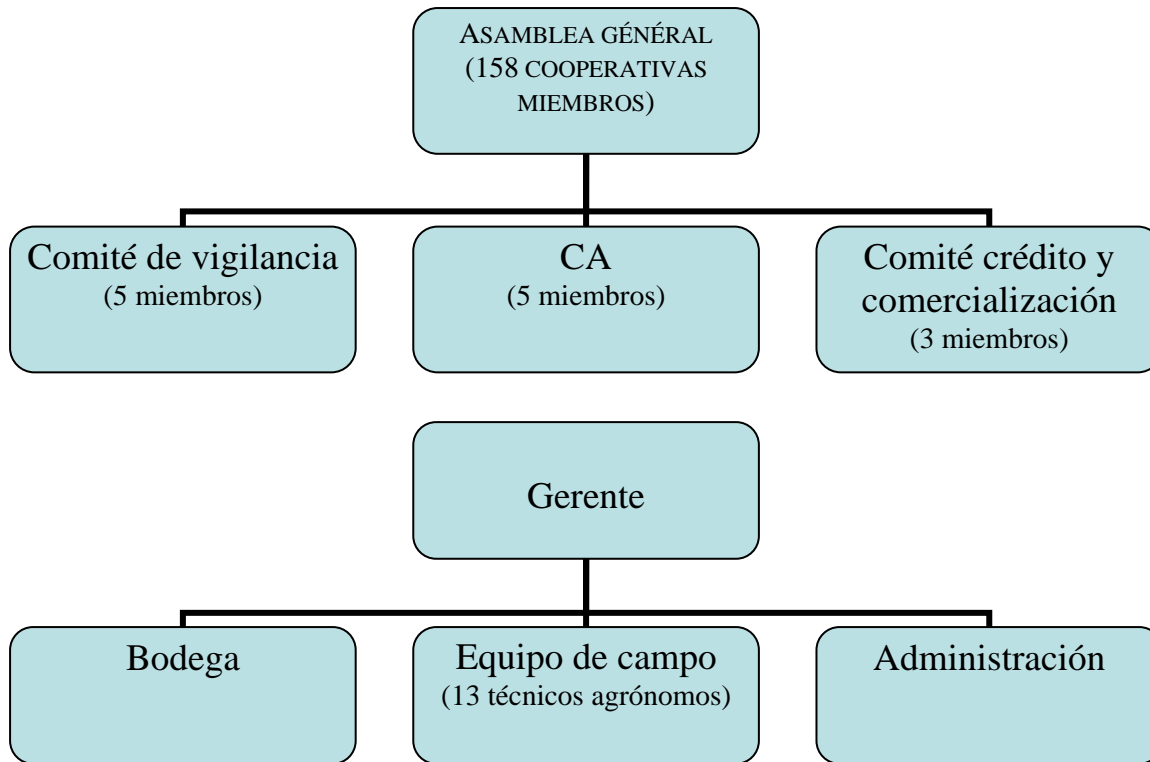 ASAMBLEA GÉNÉRAL
(158 COOPERATIVAS
MIEMBROS)
Comité de vigilancia
(5 miembros)
CA
(5 miembros)
Comité crédito y
comercialización
(3 miembros)
Gerente
Bodega
Equipo de campo
(13 técnicos agrónomos)
Administración